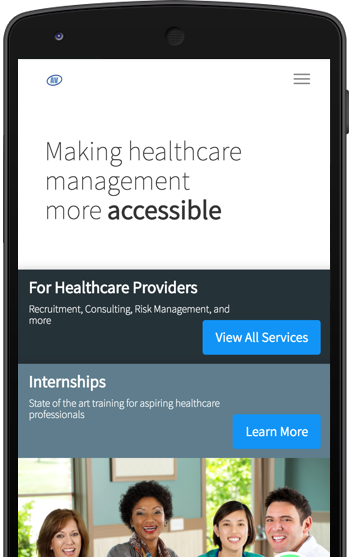 Making healthcare
management
more accessible
For Healthcare Providers
Recruitment, Consulting, Risk Management, and
more
View All Services
Internships
State of the art training for aspiring healthcare
professionals
Learn More